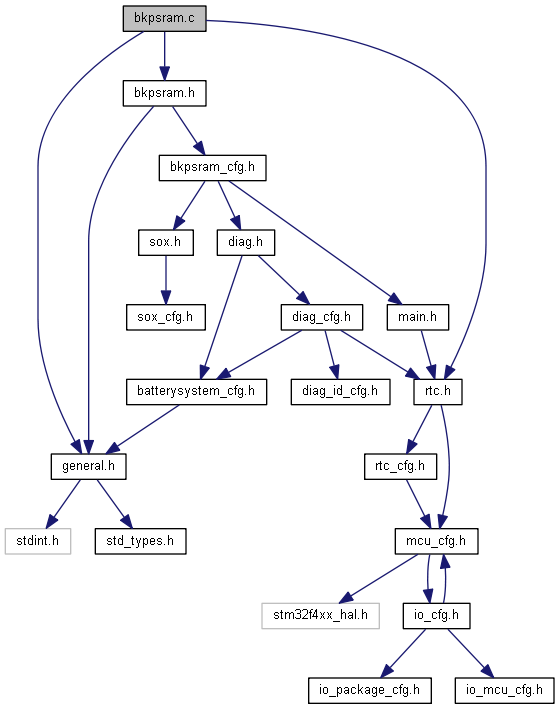 bkpsram.c
bkpsram.h
bkpsram_cfg.h
sox.h
diag.h
sox_cfg.h
diag_cfg.h
main.h
batterysystem_cfg.h
diag_id_cfg.h
rtc.h
general.h
rtc_cfg.h
stdint.h
std_types.h
mcu_cfg.h
stm32f4xx_hal.h
io_cfg.h
io_package_cfg.h
io_mcu_cfg.h